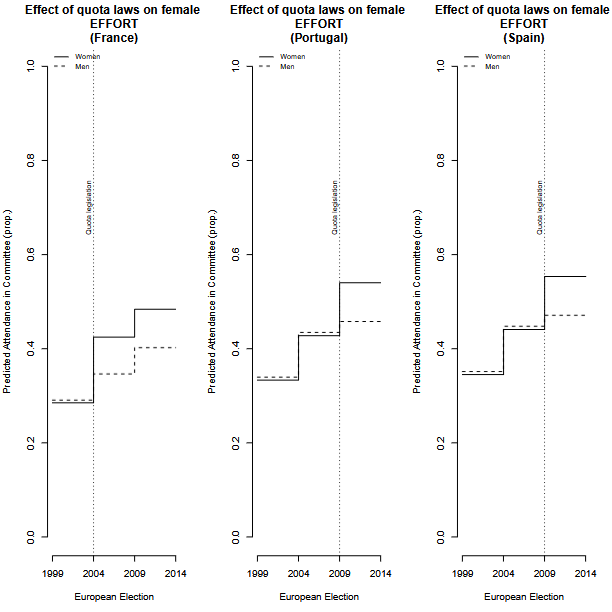 Effect of quota laws on female
EFFORT
(France)
Women
Men
Quota legislation
Predicted Attendance in Committee (prop.)
0.0
0.2
0.4
0.6
0.8
1.0
1999
2004
2009
2014
European Election
Effect of quota laws on female
EFFORT
(Portugal)
Women
Men
Quota legislation
Predicted Attendance in Committee (prop.)
0.0
0.2
0.4
0.6
0.8
1.0
1999
2004
2009
2014
European Election
Effect of quota laws on female
EFFORT
(Spain)
Women
Men
Quota legislation
Predicted Attendance in Committee (prop.)
0.0
0.2
0.4
0.6
0.8
1.0
1999
2004
2009
2014
European Election